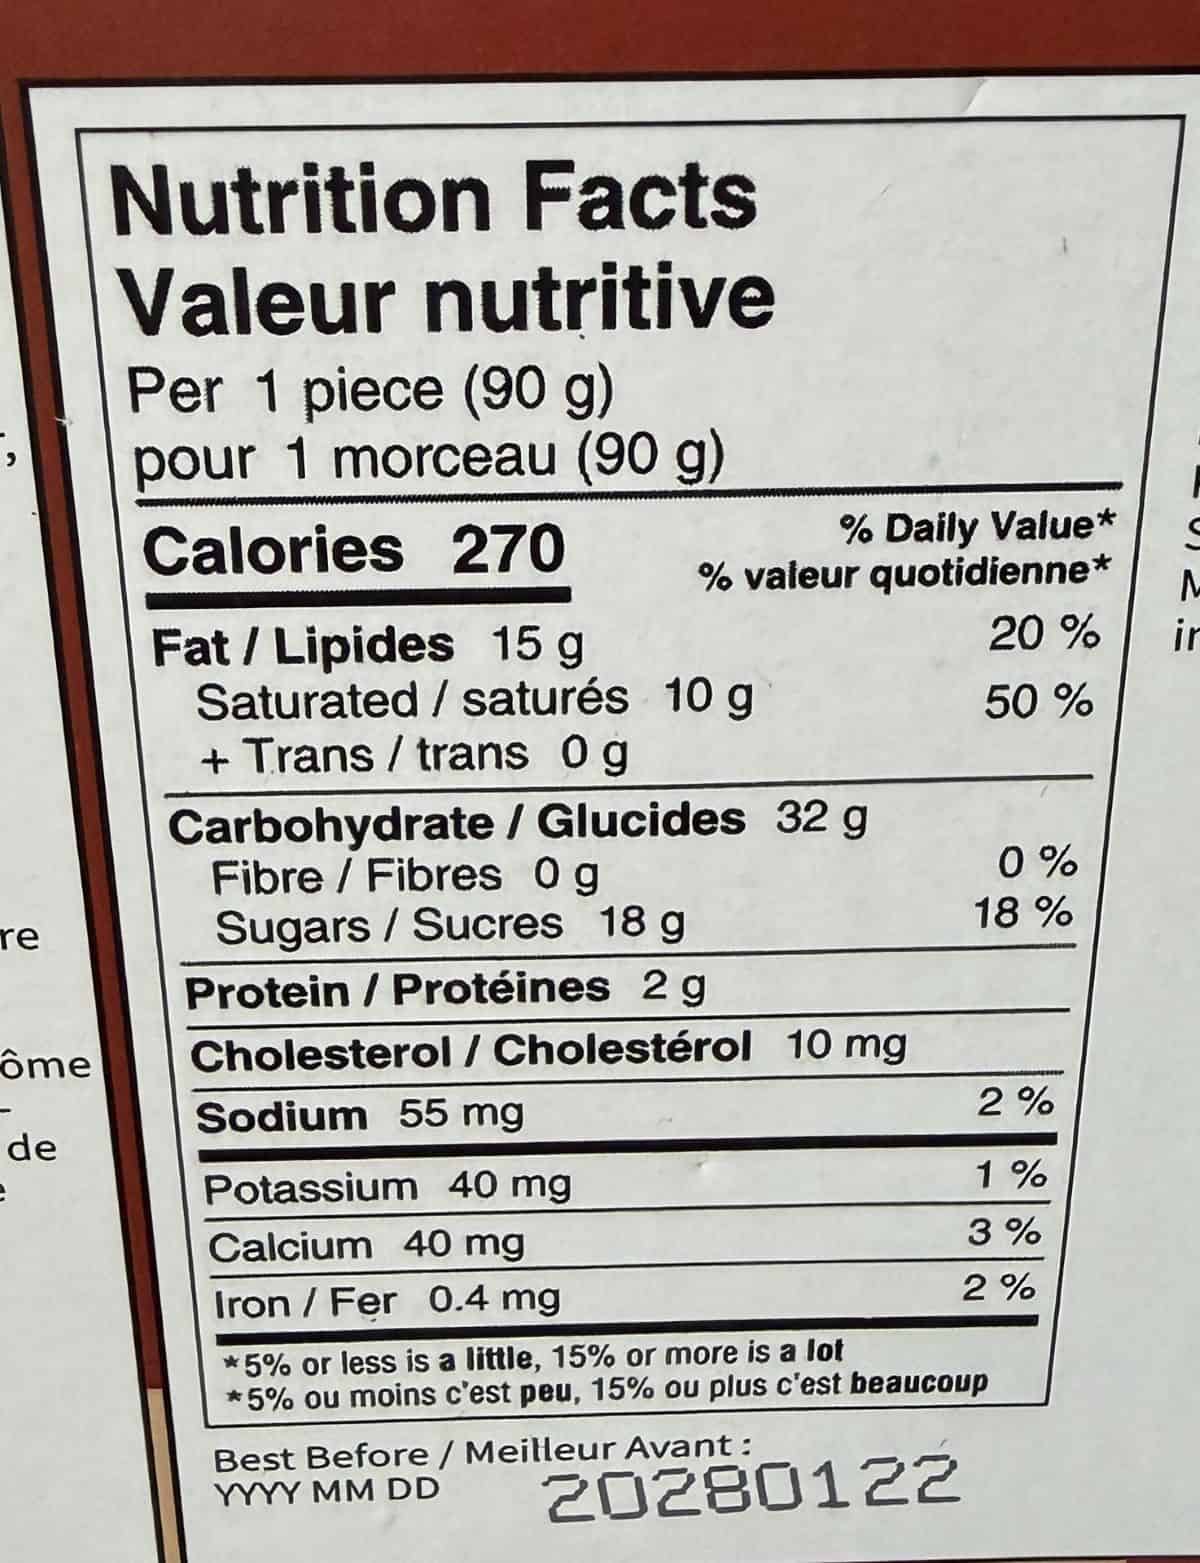 Nutrition Facts
Valeur nutritive
Per 1 piece (90 g)
pour 1 morceau (90 g)
Calories 270
% Daily Value*
% valeur quotidienne*
Fat / Lipides 15 g 20 %
Saturated / saturés 10 g 50 %
+ Trans / trans 0 g
Carbohydrate / Glucides 32 g
Fibre / Fibres 0 g 0 %
Sugars / Sucres 18 g 18 %
Protein / Protéines 2 g
Cholesterol / Cholestérol 10 mg
Sodium 55 mg 2 %
Potassium 40 mg 1 %
Calcium 40 mg 3 %
Iron / Fer 0.4 mg 2 %
*5% or less is a little, 15% or more is a lot
*5% ou moins c'est peu, 15% ou plus c'est beaucoup
Best Before / Meilleur Avant :
YYYY MM DD 20280122
re
ôme
de